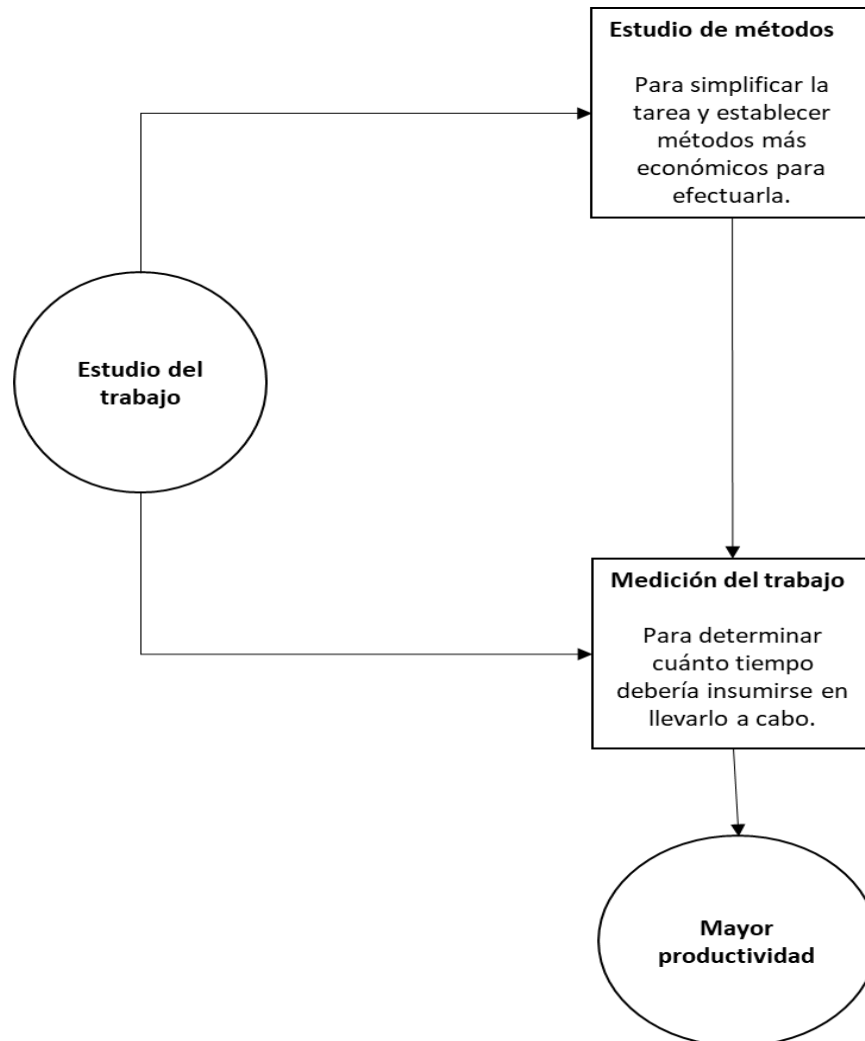 Estudio de métodos
Para simplificar la
tarea y establecer
métodos más
económicos para
efectuarla.
Estudio del
trabajo
Medición del trabajo
Para determinar
cuánto tiempo
debería insumirse en
llevarlo a cabo.
Mayor
productividad